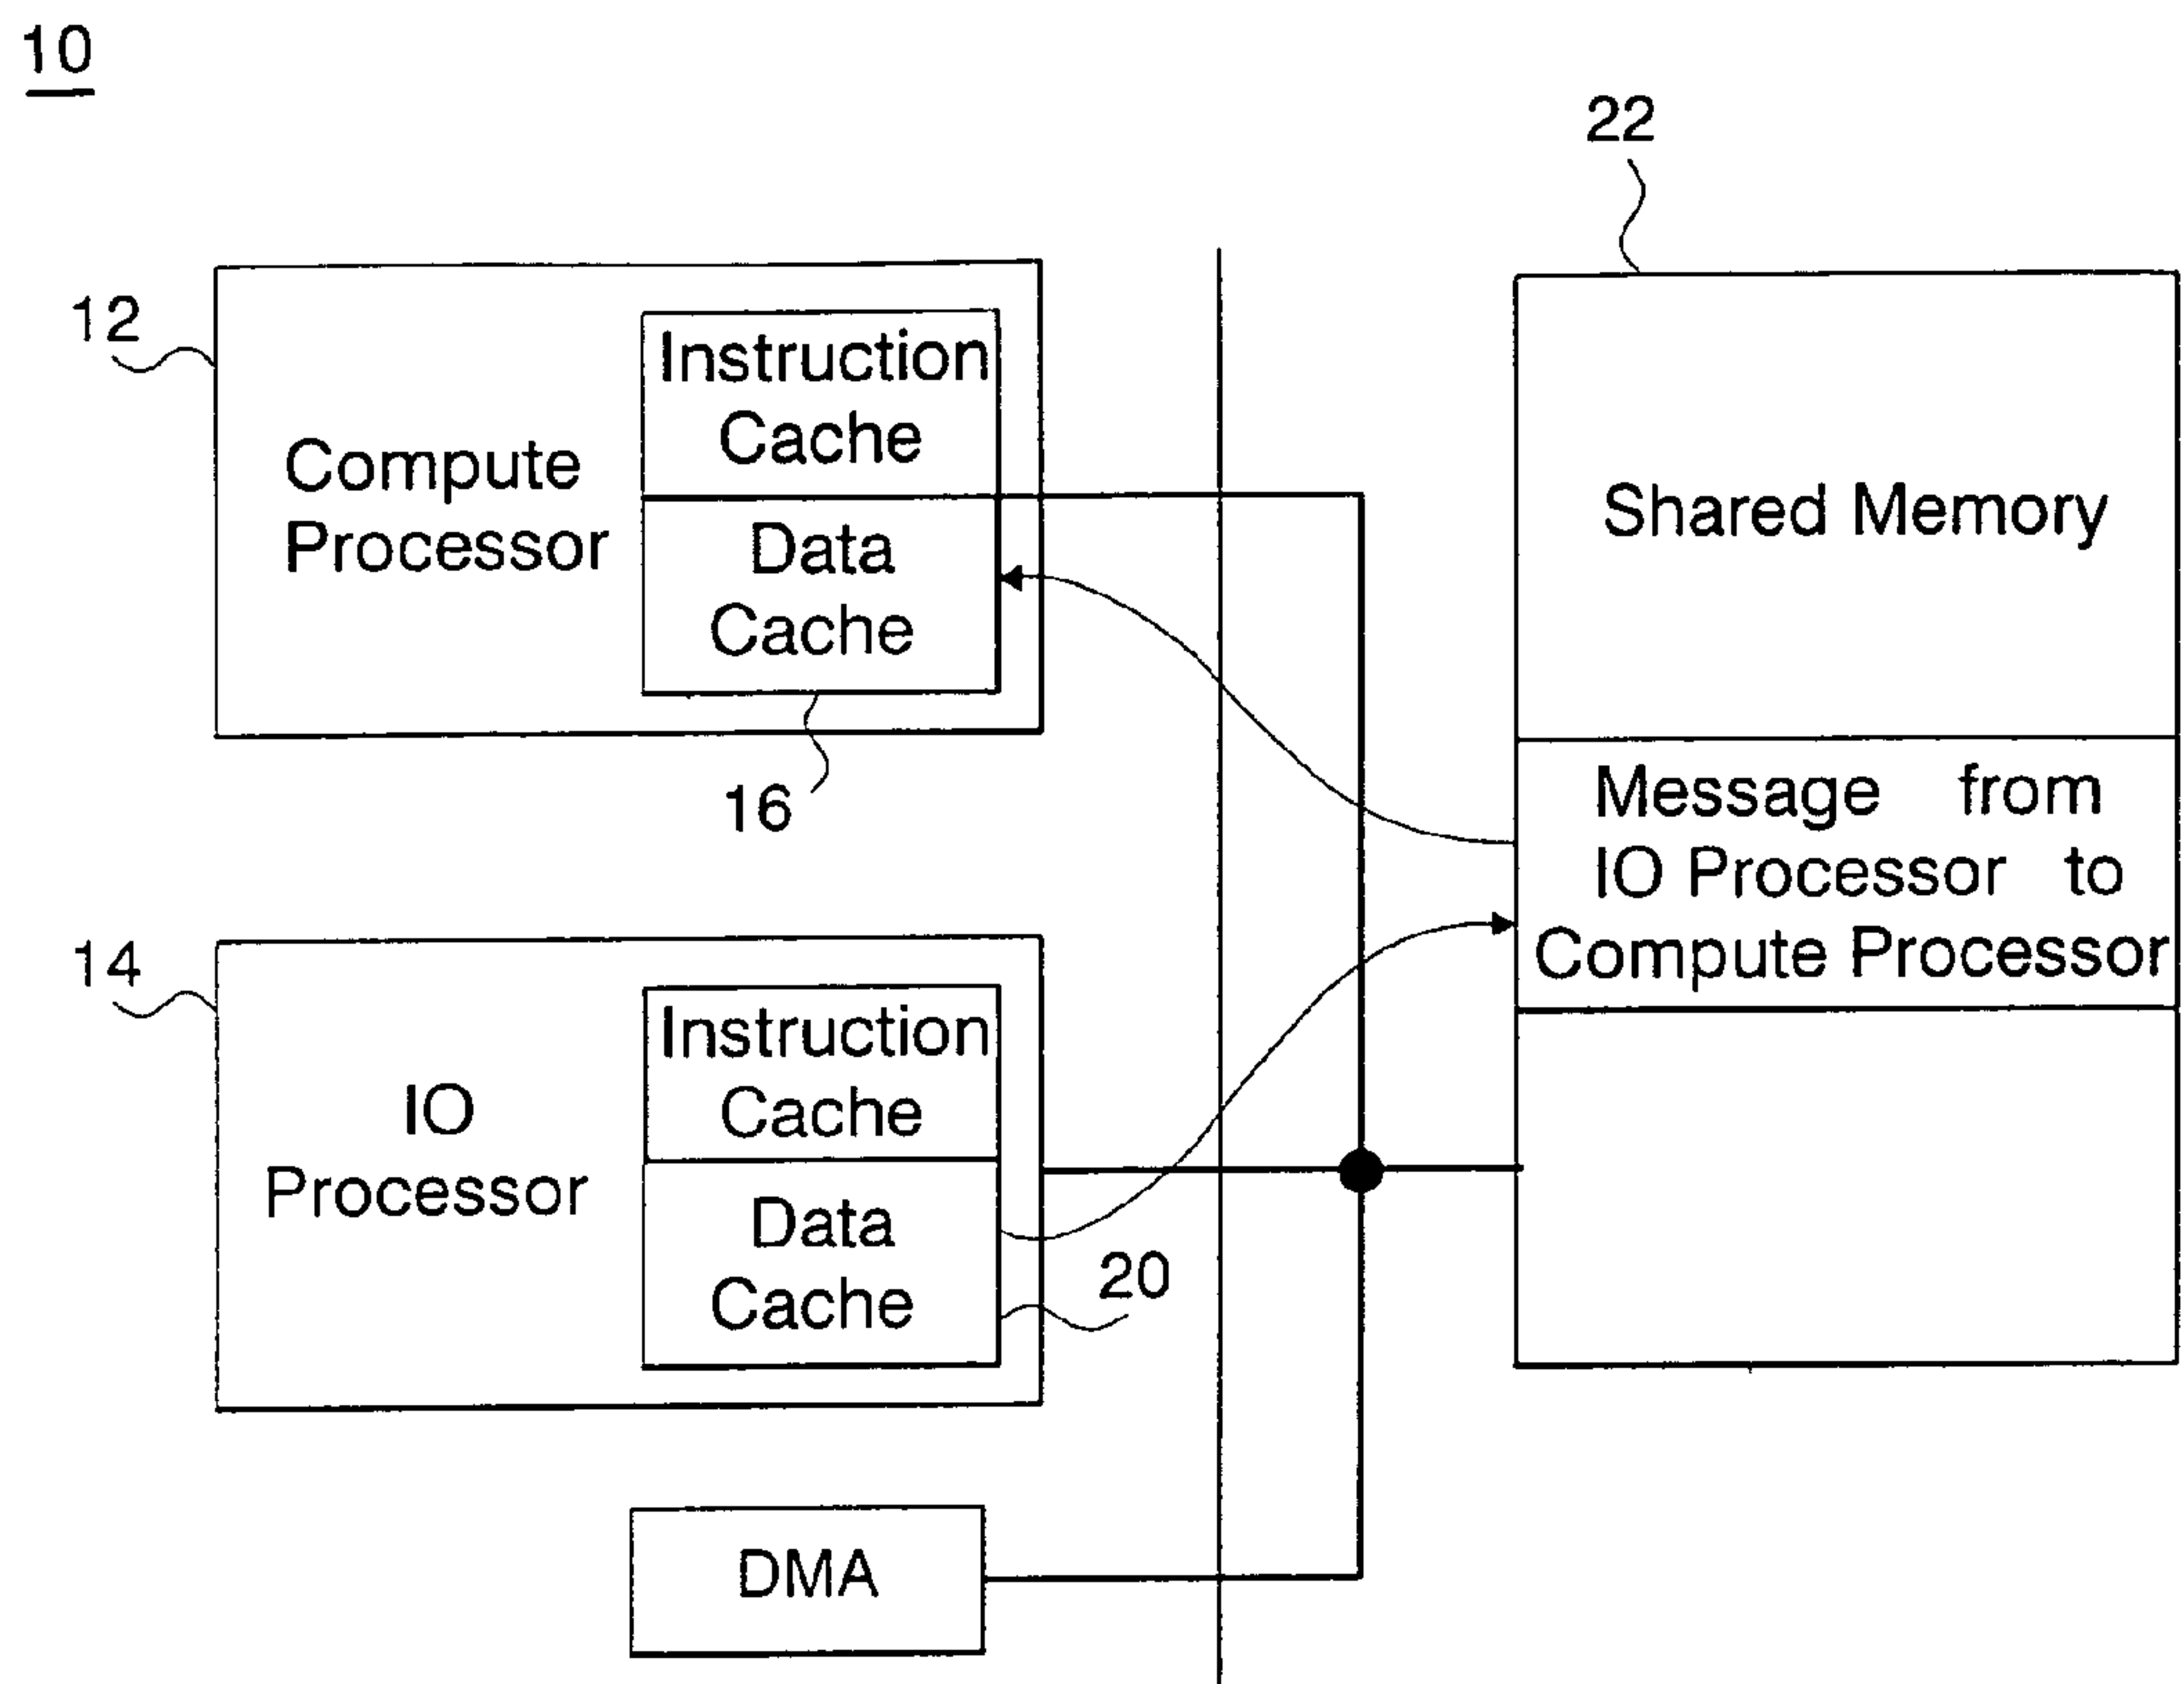 10
22
12
Instruction
Cache
Compute
Processor
Data
Cache
16
Shared Memory
Message from
IO Processor to
Compute Processor
14
Instruction
Cache
IO
Processor
Data
Cache
20
DMA